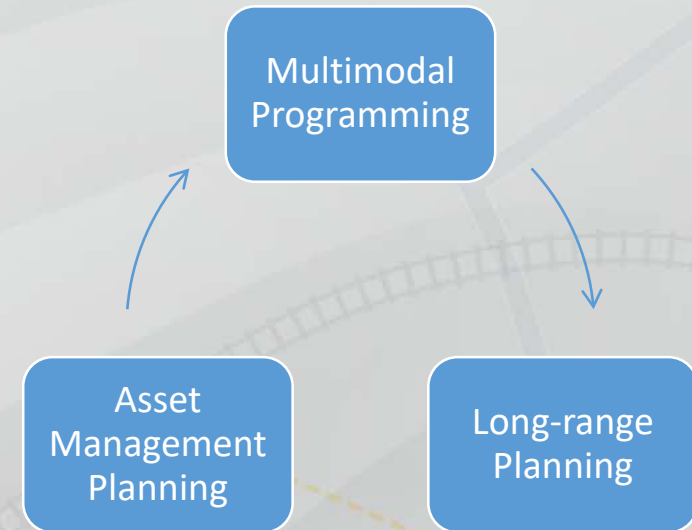 Multimodal
Programming
Asset
Management
Planning
Long-range
Planning